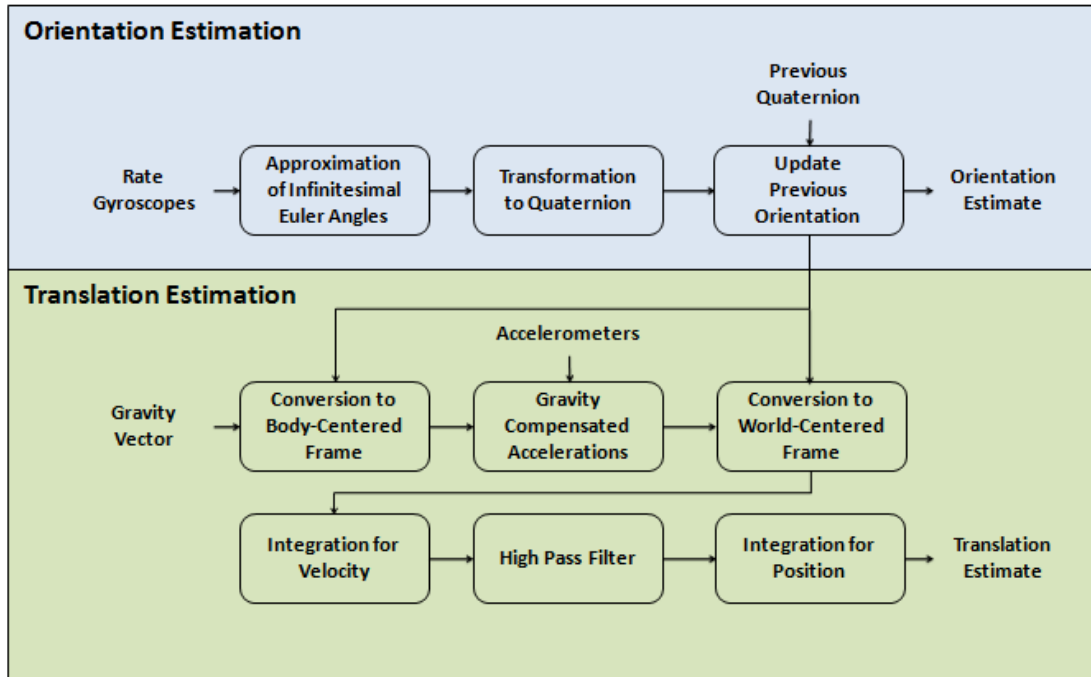 Orientation Estimation
Previous
Quaternion
Rate
Gyroscopes
Approximation
of Infinitesimal
Euler Angles
Transformation
to Quaternion
Update
Previous
Orientation
Orientation
Estimate
Translation Estimation
Accelerometers
Gravity
Vector
Conversion to
Body-Centered
Frame
Gravity
Compensated
Accelerations
Conversion to
World-Centered
Frame
Integration for
Velocity
High Pass Filter
Integration for
Position
Translation
Estimate